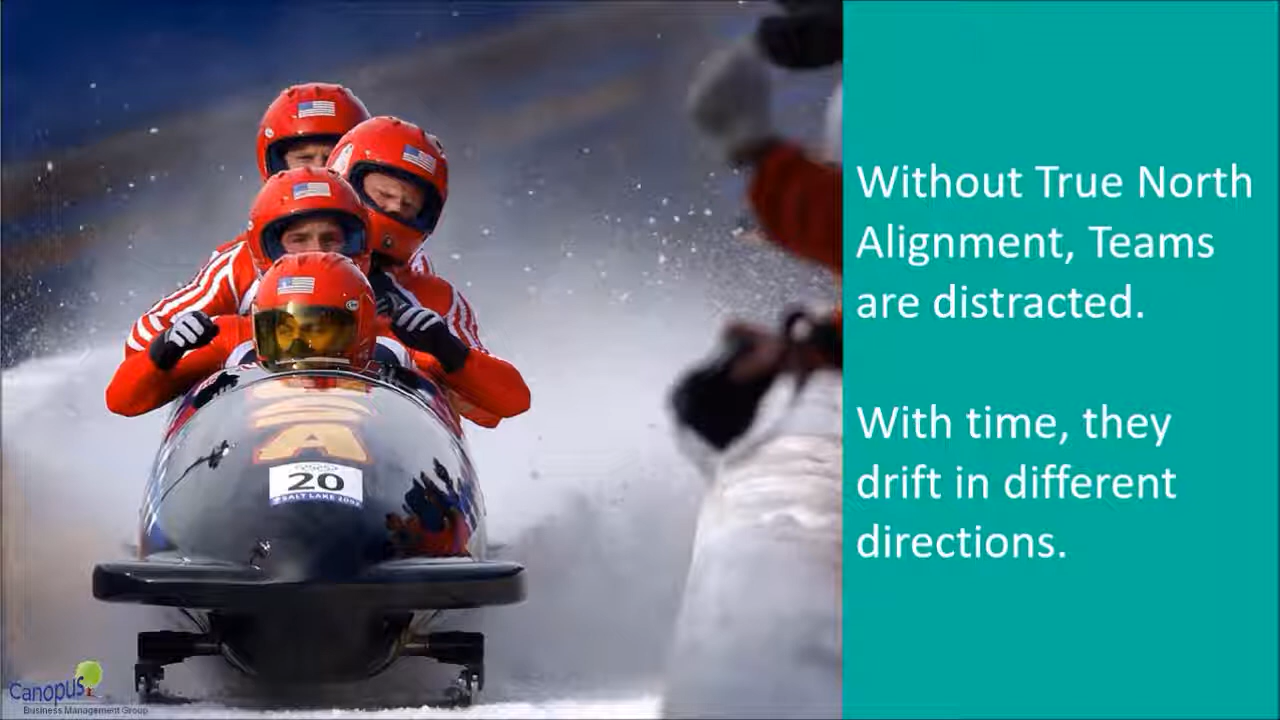 Without True North
Alignment, Teams
are distracted.
With time, they
drift in different
directions.
A
20
SALT LAKE 2002
Canopus
Business Management Group